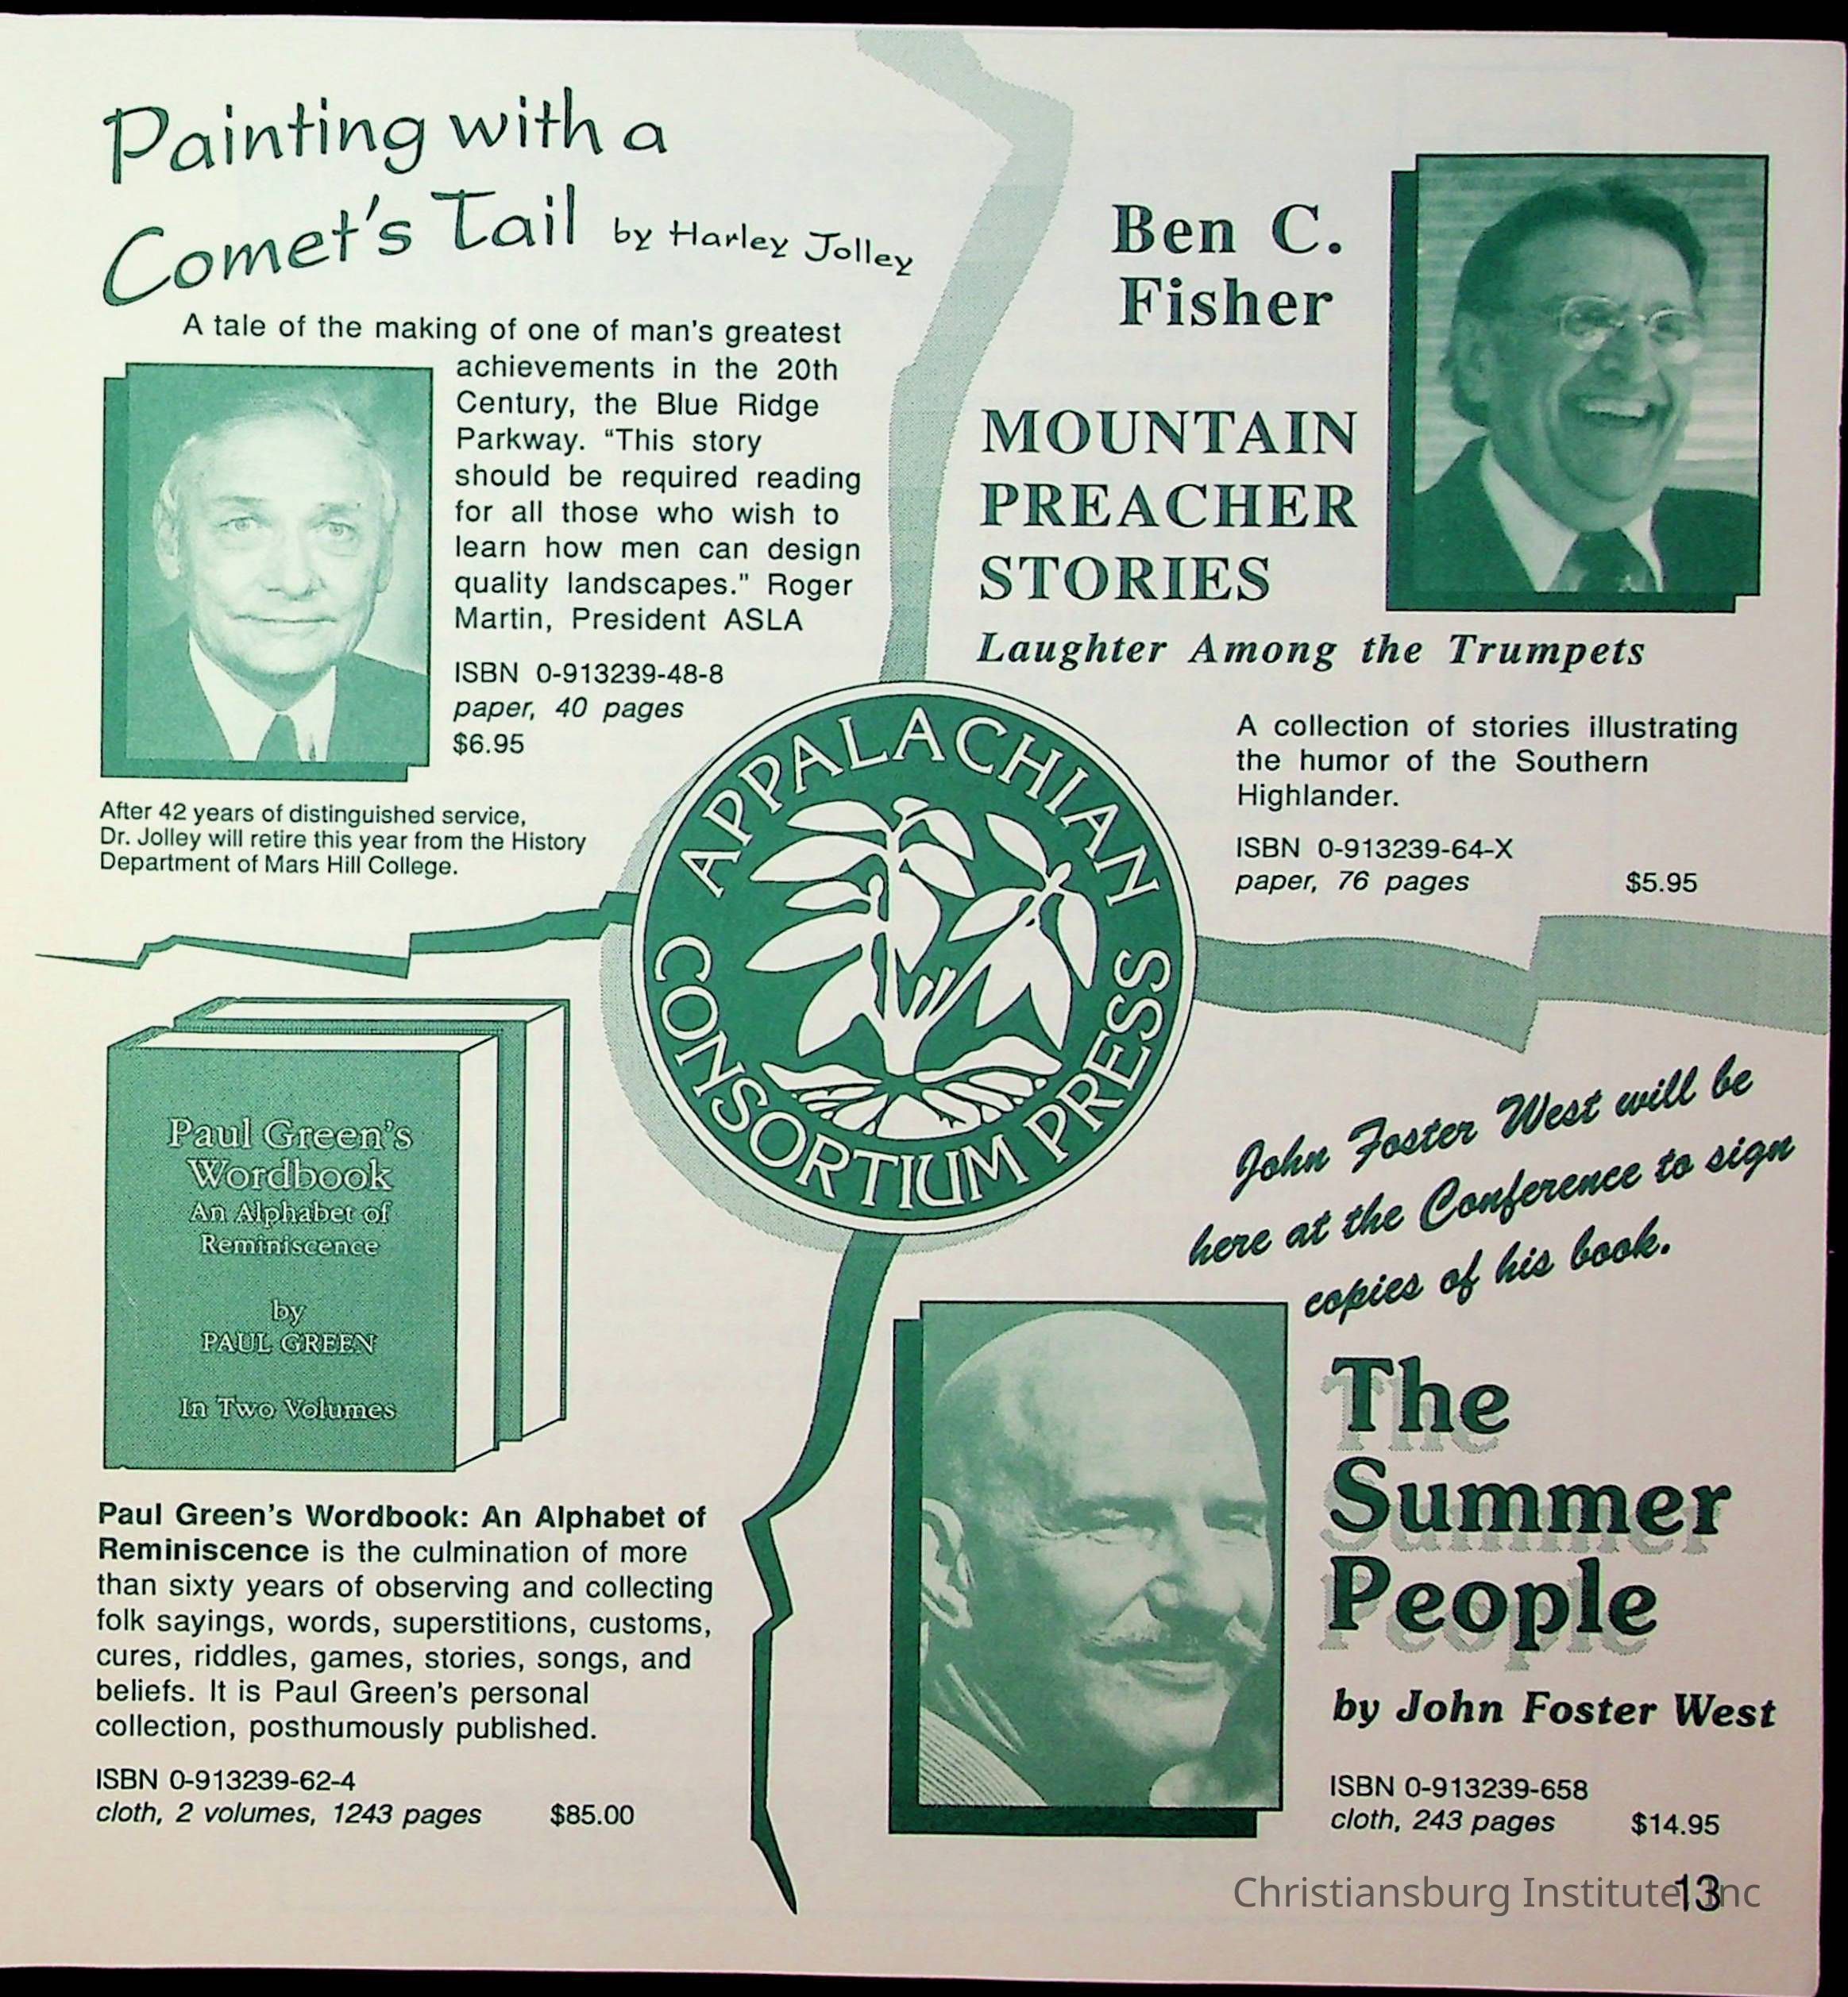 Painting with a
Comet's Tail by Harley Jolley
A tale of the making of one of man's greatest
achievements in the 20th
Century, the Blue Ridge
Parkway. “This story
should be required reading
for all those who wish to
learn how men can design
quality landscapes." Roger
Martin, President ASLA
ISBN 0-913239-48-8
paper, 40 pages
$6.95
After 42 years of distinguished service,
Dr. Jolley will retire this year from the History
Department of Mars Hill College.
Ben C.
Fisher
MOUNTAIN
PREACHER
STORIES
Laughter Among the Trumpets
A collection of stories illustrating
the humor of the Southern
Highlander.
ISBN 0-913239-64-X
paper, 76 pages $5.95
APPALACHIAN
CONSORTIUM PRESS
Paul Green's
Wordbook
An Alphabet of
Reminiscence
by
PAUL GREEN
In Two Volumes
Paul Green's Wordbook: An Alphabet of
Reminiscence is the culmination of more
than sixty years of observing and collecting
folk sayings, words, superstitions, customs,
cures, riddles, games, stories, songs, and
beliefs. It is Paul Green's personal
collection, posthumously published.
ISBN 0-913239-62-4
cloth, 2 volumes, 1243 pages $85.00
John Foster West will be
here at the Conference to sign
copies of his book.
The
Summer
People
by John Foster West
ISBN 0-913239-658
cloth, 243 pages $14.95
Christiansburg Institute, Inc
13